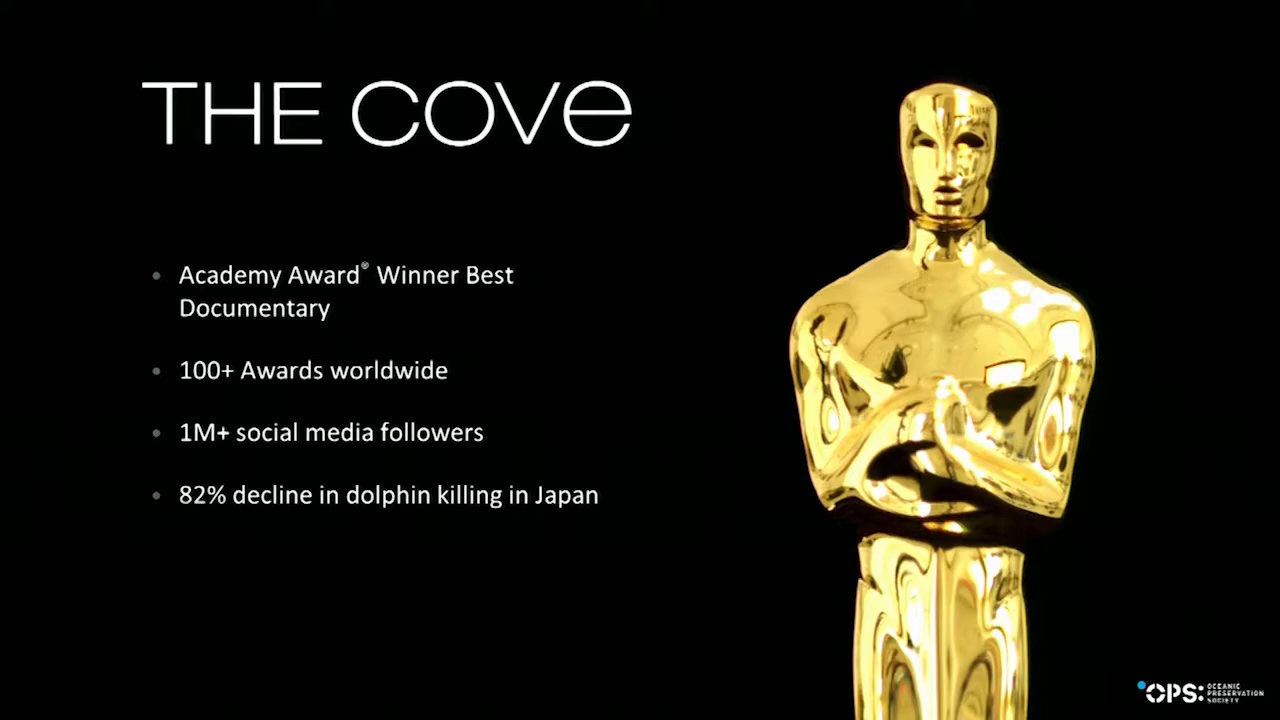 THE COVe
• Academy Award® Winner Best
Documentary
• 100+ Awards worldwide
• 1M+ social media followers
• 82% decline in dolphin killing in Japan
OPS:
OCEANIC
PRESERVATION
SOCIETY